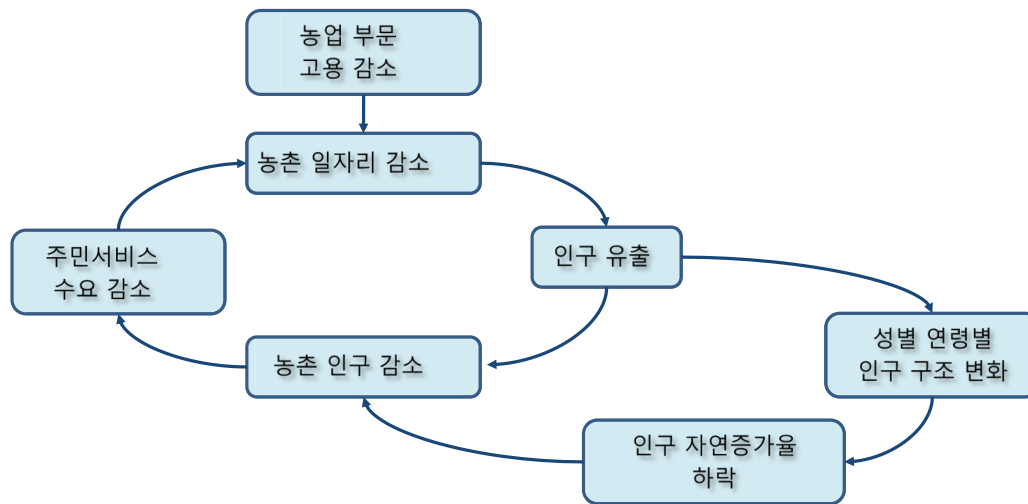 농업 부문
고용 감소
농촌 일자리 감소
인구 유출
주민서비스
수요 감소
성별 연령별
인구 구조 변화
농촌 인구 감소
인구 자연증가율
하락